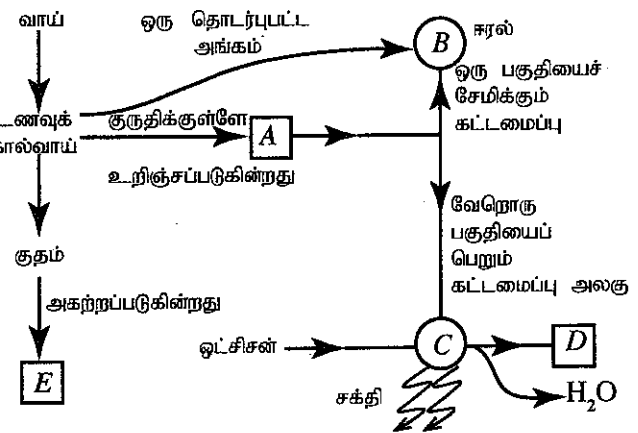 வாய்
ஒரு தொடர்புபட்ட
அங்கம்
B
ஈரல்
ஒரு பகுதியைச்
சேமிக்கும்
கட்டமைப்பு
ணவுக்
கால்வாய்
குருதிக்குள்ளே
A
உறிஞ்சப்படுகின்றது
வேறொரு
பகுதியைப்
பெறும்
கட்டமைப்பு அலகு
குதம்
அகற்றப்படுகின்றது
E
ஒட்சிசன்
C
D
சக்தி
H₂O